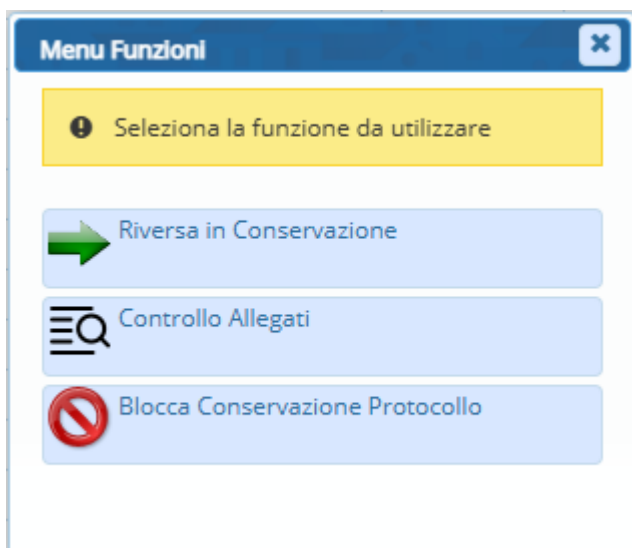 Menu Funzioni
Seleziona la funzione da utilizzare
Riversa in Conservazione
Controllo Allegati
Blocca Conservazione Protocollo